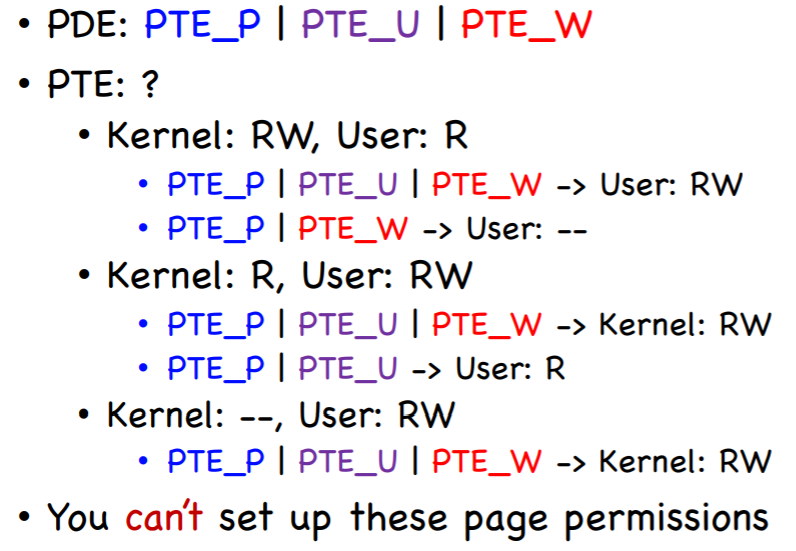 • PDE: PTE_P | PTE_U | PTE_W
• PTE: ?
• Kernel: RW, User: R
• PTE_P | PTE_U | PTE_W -> User: RW
• PTE_P | PTE_W -> User: --
• Kernel: R, User: RW
• PTE_P | PTE_U | PTE_W -> Kernel: RW
• PTE_P | PTE_U -> User: R
• Kernel: --, User: RW
• PTE_P | PTE_U | PTE_W -> Kernel: RW
• You can't set up these page permissions